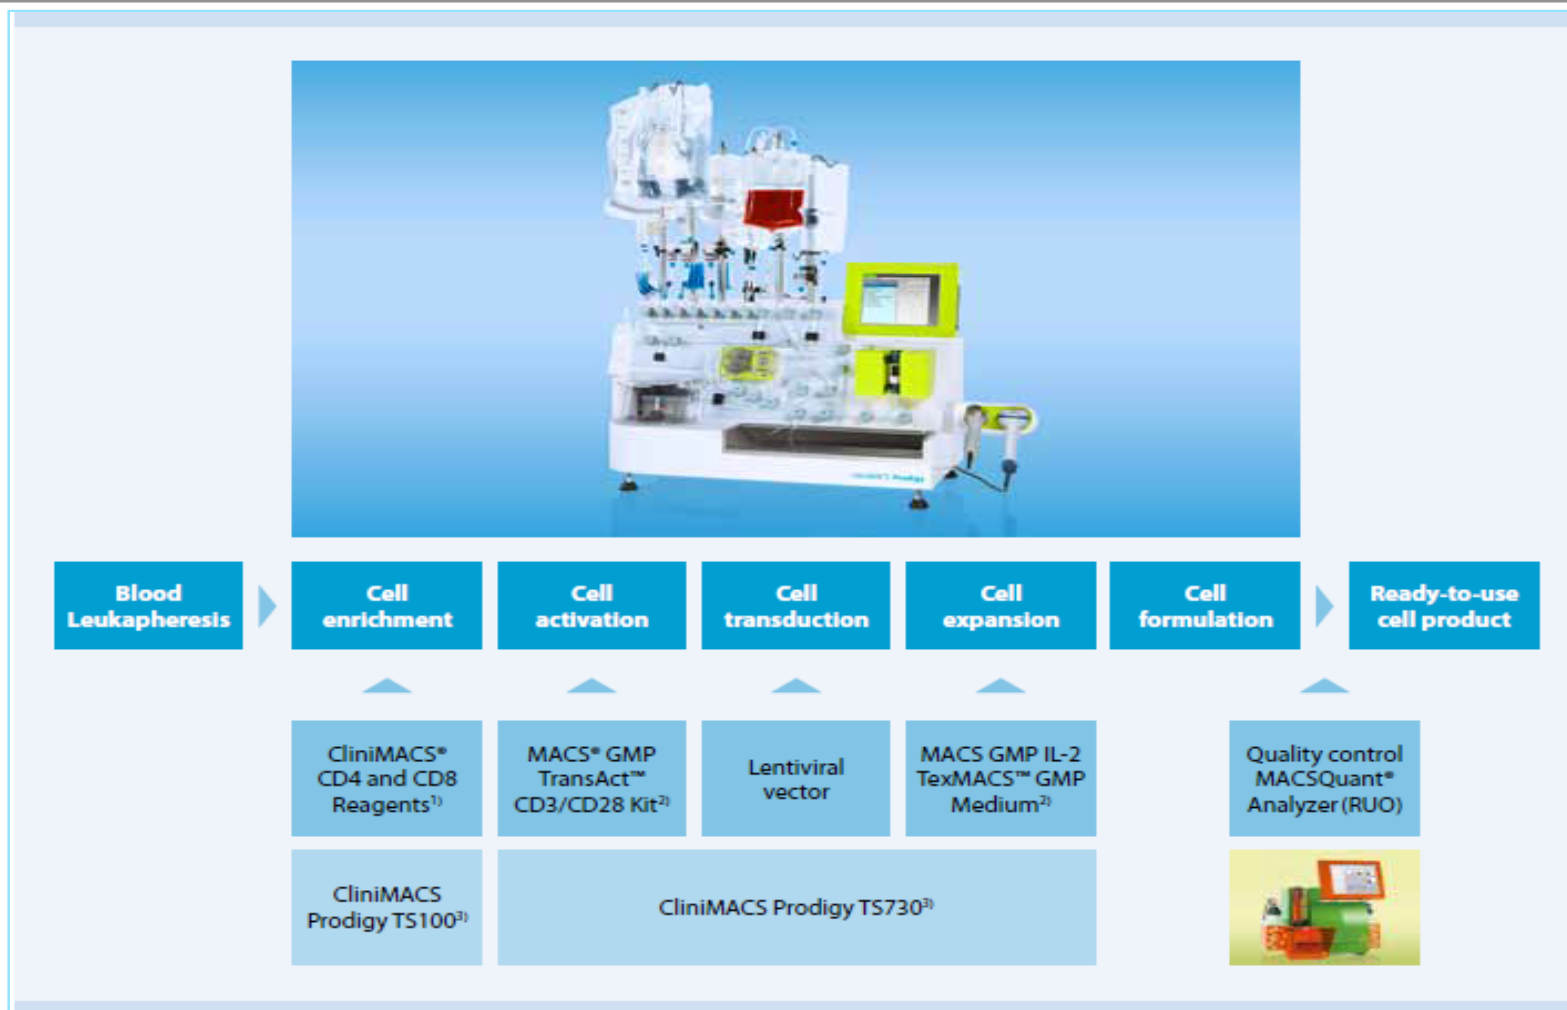 Blood
Leukapheresis
Cell
enrichment
Cell
activation
Cell
transduction
Cell
expansion
Cell
formulation
Ready-to-use
cell product
CliniMACS®
CD4 and CD8
Reagents¹⁾
MACS® GMP
TransAct™
CD3/CD28 Kit²⁾
Lentiviral
vector
MACS GMP IL-2
TexMACS™ GMP
Medium²⁾
Quality control
MACSQuant®
Analyzer (RUO)
CliniMACS
Prodigy TS100³⁾
CliniMACS Prodigy TS730³⁾